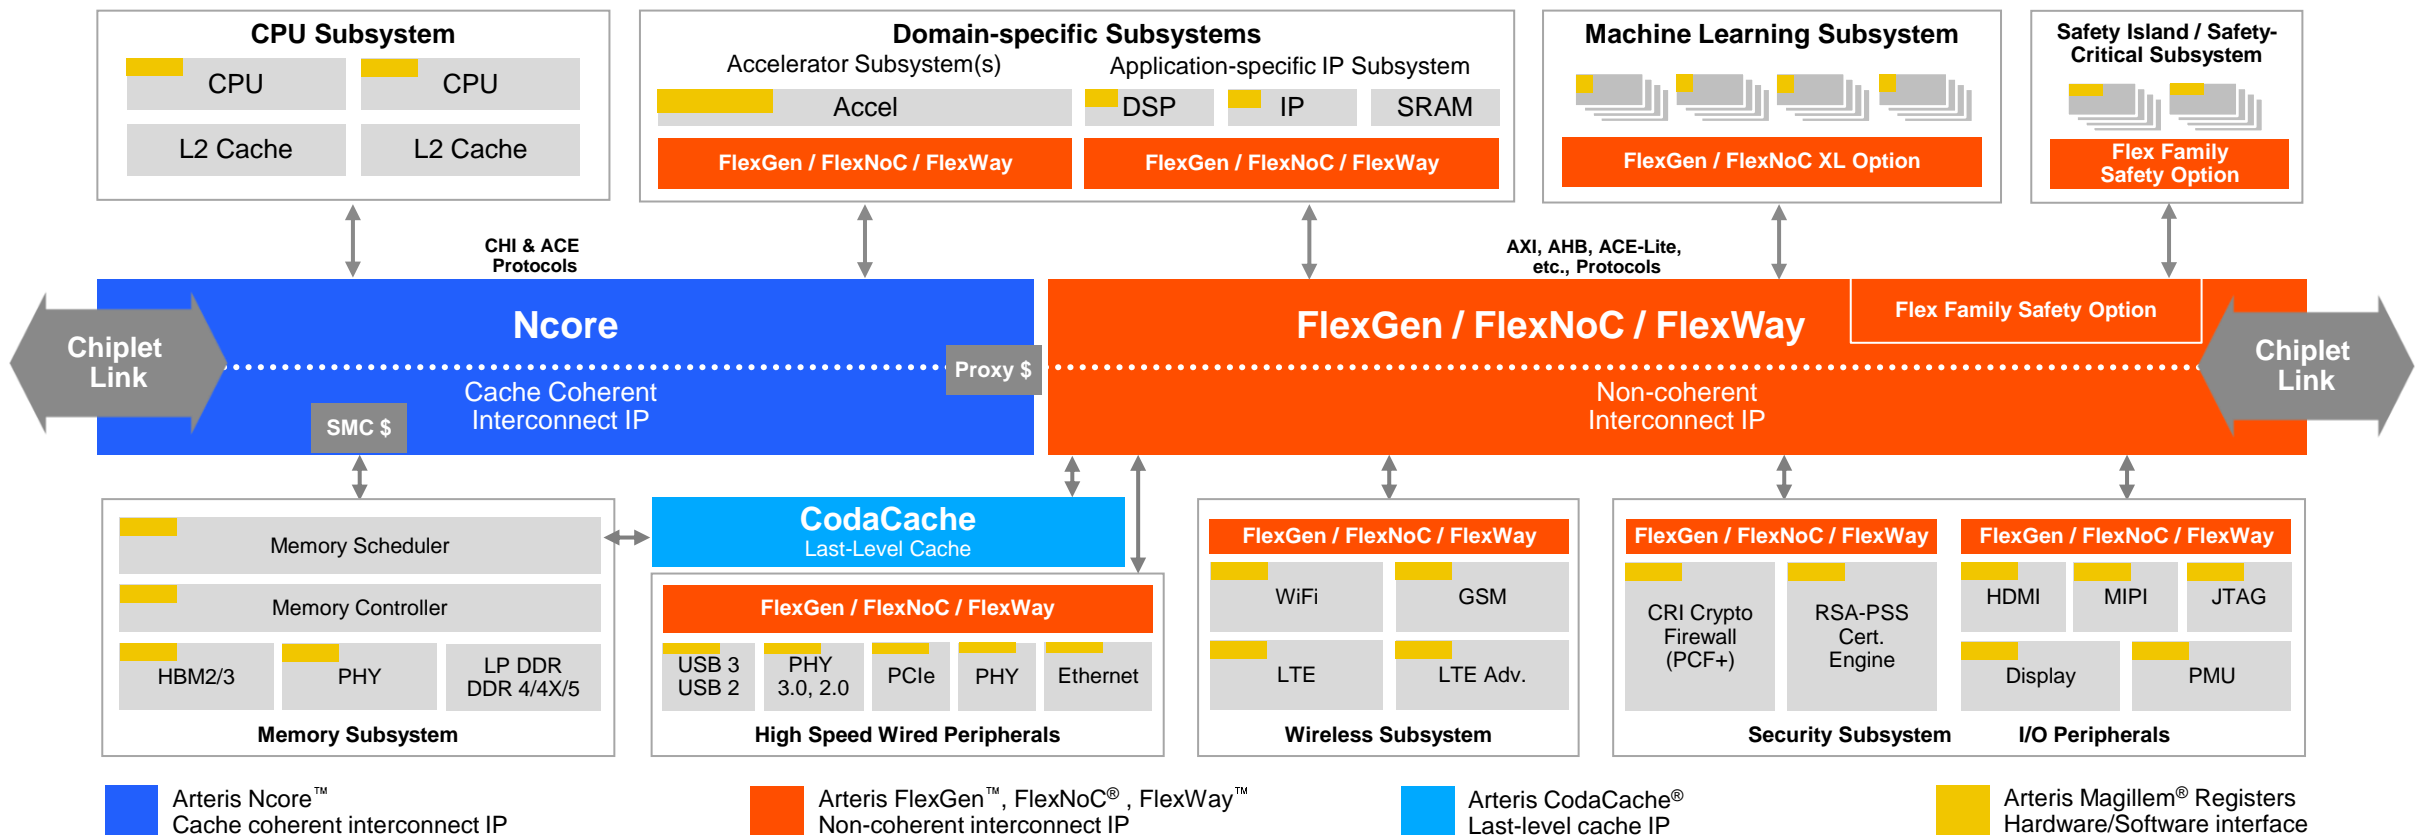 CPU Subsystem
CPU
CPU
L2 Cache
L2 Cache
Domain-specific Subsystems
Accelerator Subsystem(s)
Application-specific IP Subsystem
Accel
DSP
IP
SRAM
FlexGen / FlexNoC / FlexWay
FlexGen / FlexNoC / FlexWay
Machine Learning Subsystem
FlexGen / FlexNoC XL Option
Safety Island / Safety-
Critical Subsystem
Flex Family
Safety Option
CHI & ACE
Protocols
AXI, AHB, ACE-Lite,
etc., Protocols
Chiplet
Link
Ncore
Cache Coherent
Interconnect IP
SMC $
Proxy $
FlexGen / FlexNoC / FlexWay
Flex Family Safety Option
Non-coherent
Interconnect IP
Chiplet
Link
Memory Scheduler
Memory Controller
HBM2/3
PHY
LP DDR
DDR 4/4X/5
Memory Subsystem
CodaCache
Last-Level Cache
FlexGen / FlexNoC / FlexWay
USB 3
USB 2
PHY
3.0, 2.0
PCIe
PHY
Ethernet
High Speed Wired Peripherals
FlexGen / FlexNoC / FlexWay
WiFi
GSM
LTE
LTE Adv.
Wireless Subsystem
FlexGen / FlexNoC / FlexWay
CRI Crypto
Firewall
(PCF+)
RSA-PSS
Cert.
Engine
Security Subsystem
FlexGen / FlexNoC / FlexWay
HDMI
MIPI
JTAG
Display
PMU
I/O Peripherals
Arteris Ncore™
Cache coherent interconnect IP
Arteris FlexGen™, FlexNoC® , FlexWay™
Non-coherent interconnect IP
Arteris CodaCache®
Last-level cache IP
Arteris Magillem® Registers
Hardware/Software interface